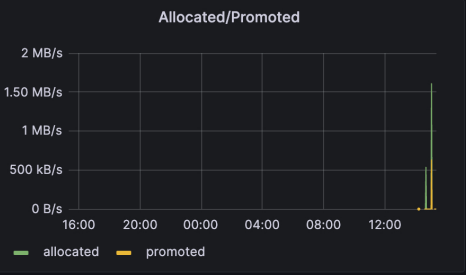 Allocated/Promoted
2 MB/s
1.50 MB/s
1 MB/s
500 kB/s
0 B/s
16:00 20:00 00:00 04:00 08:00 12:00
allocated promoted